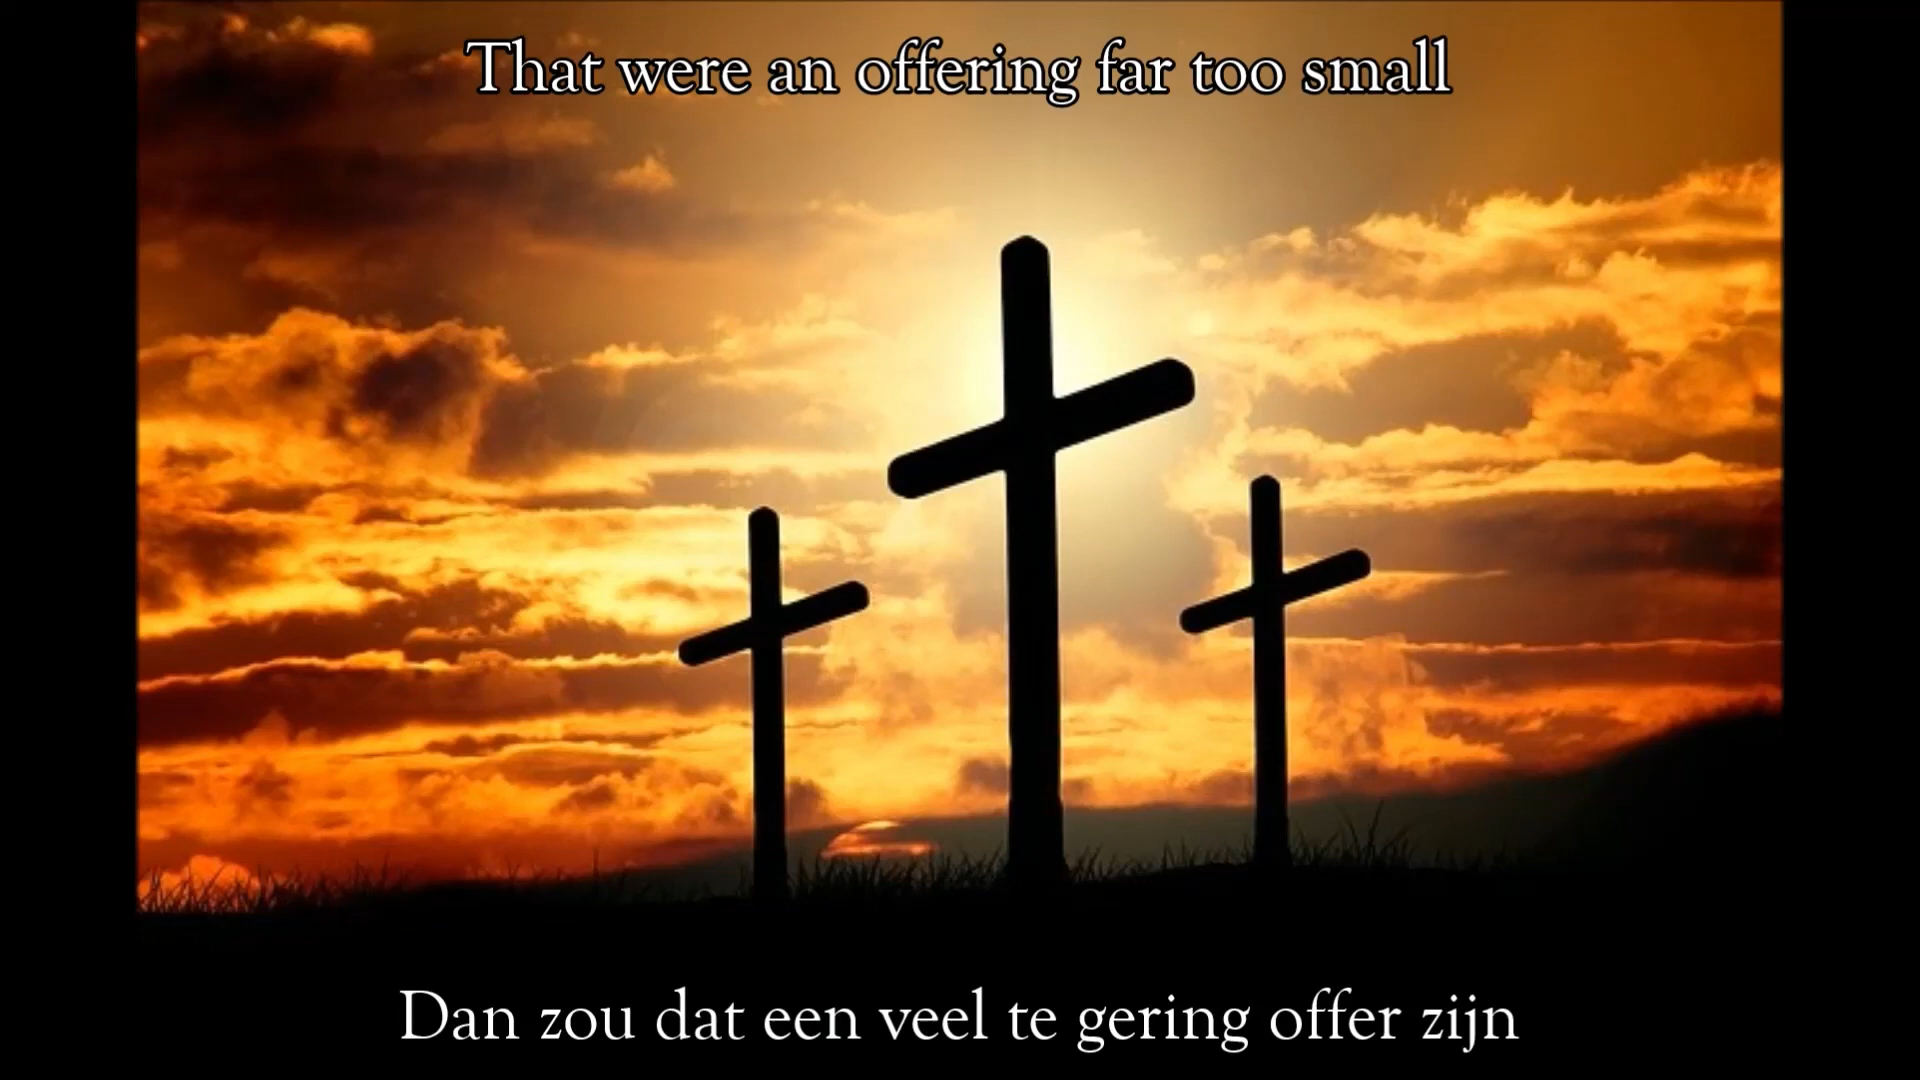 That were an offering far too small
Dan zou dat een veel te gering offer zijn